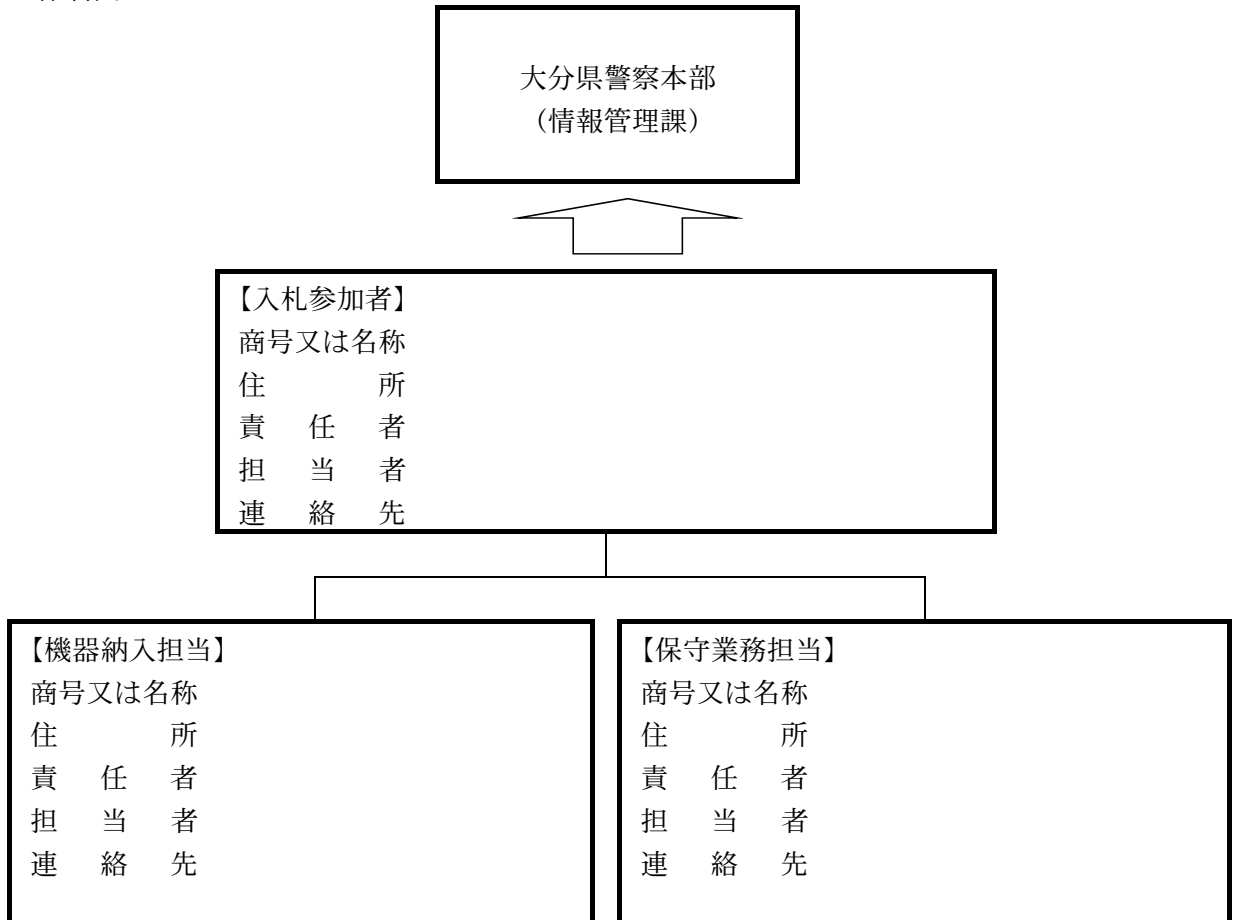 大分県警察本部
(情報管理課)
【入札参加者】
商号又は名称
住　　　所
責　任　者
担　当　者
連　絡　先
【機器納入担当】
商号又は名称
住　　　所
責　任　者
担　当　者
連　絡　先
【保守業務担当】
商号又は名称
住　　　所
責　任　者
担　当　者
連　絡　先